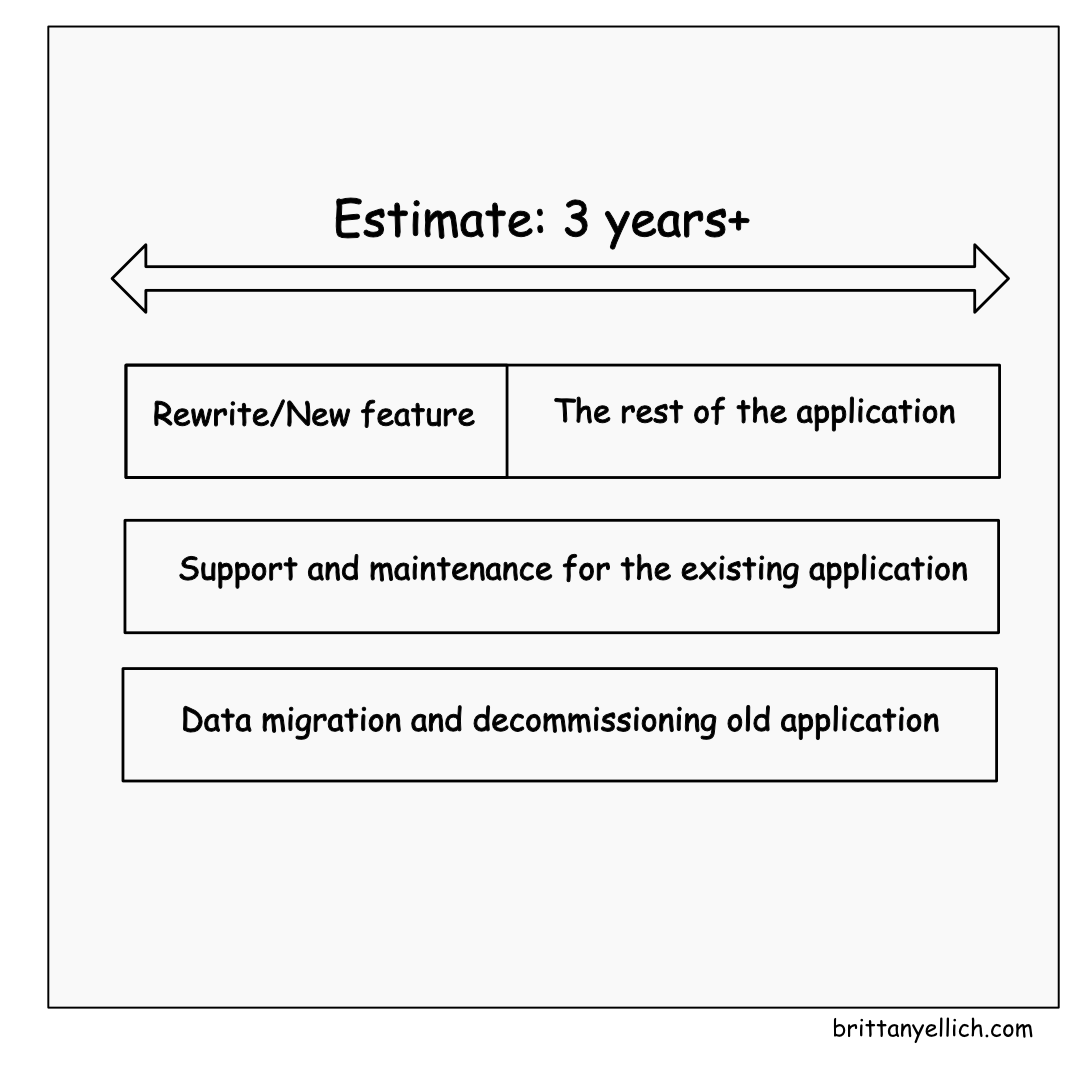 Estimate: 3 years+
Rewrite/New feature
The rest of the application
Support and maintenance for the existing application
Data migration and decommissioning old application
brittanyellich.com